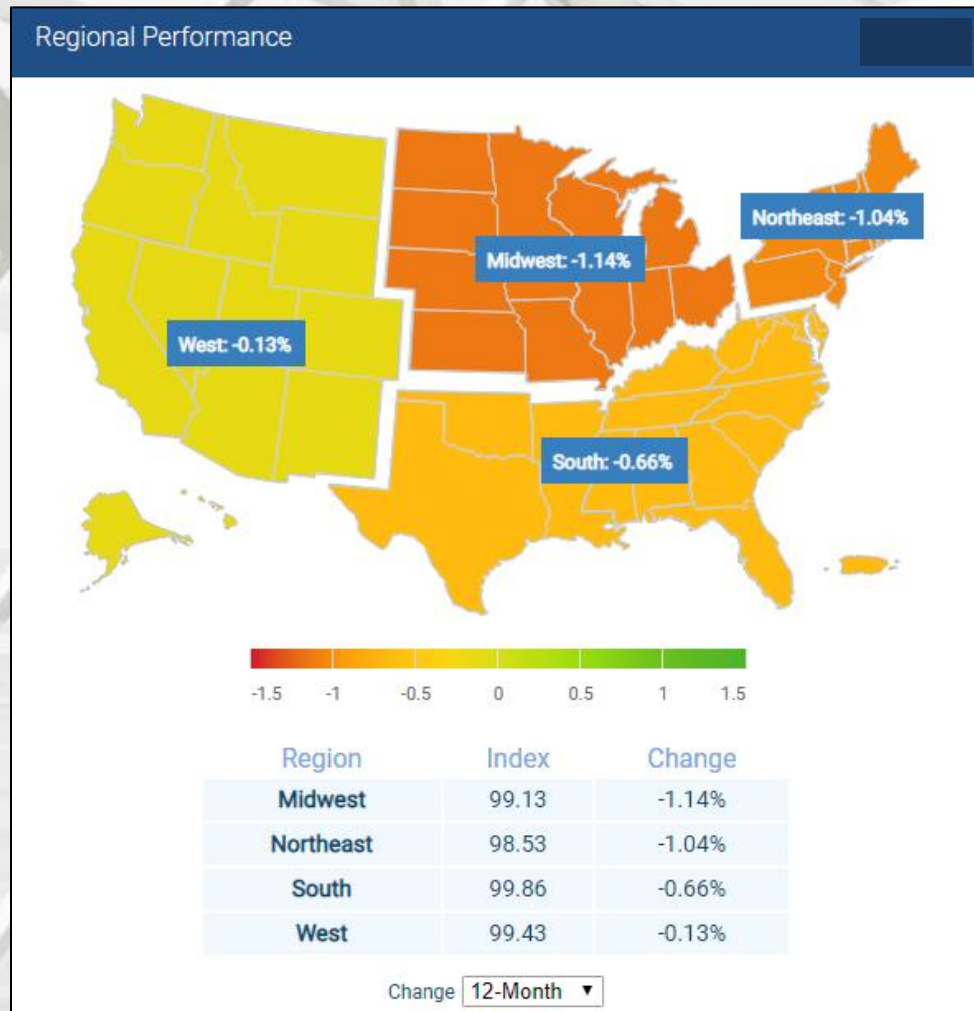 Regional Performance
Northeast: -1.04%
Midwest: -1.14%
West: -0.13%
South: -0.66%
-1.5 -1 -0.5 0 0.5 1 1.5
Region Index Change
Midwest 99.13 -1.14%
Northeast 98.53 -1.04%
South 99.86 -0.66%
West 99.43 -0.13%
Change 12-Month